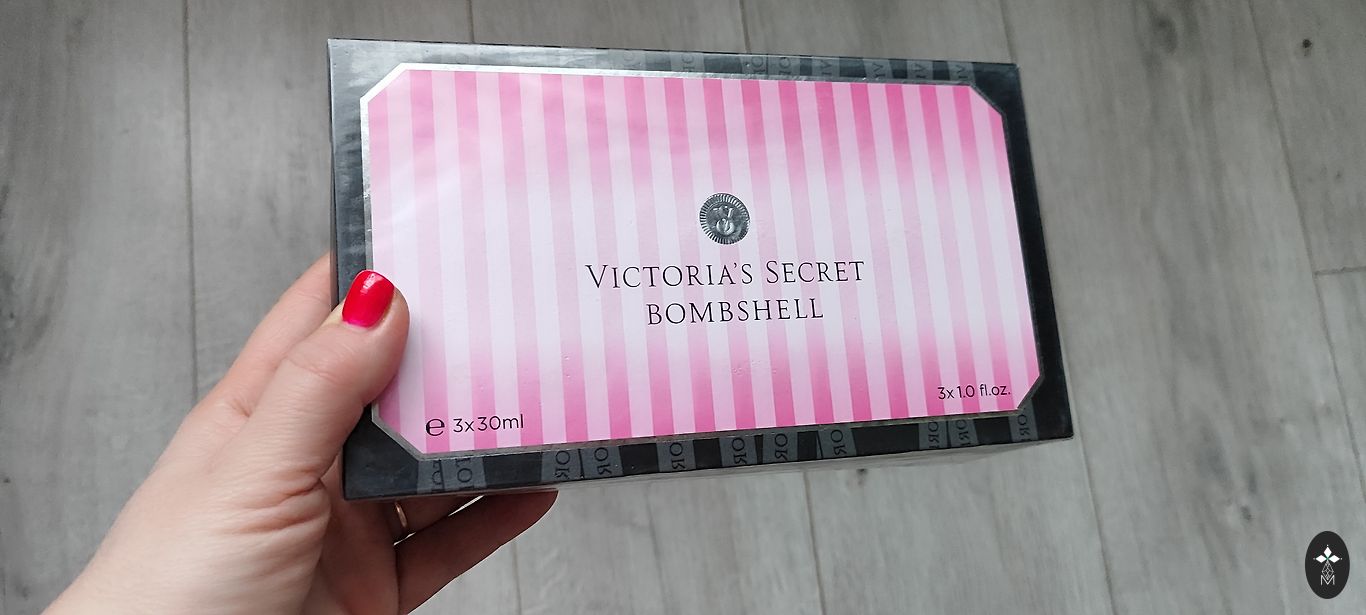 VICTORIA'S SECRET
BOMBSHELL
℮ 3x30ml
3x1.0 fl.oz.